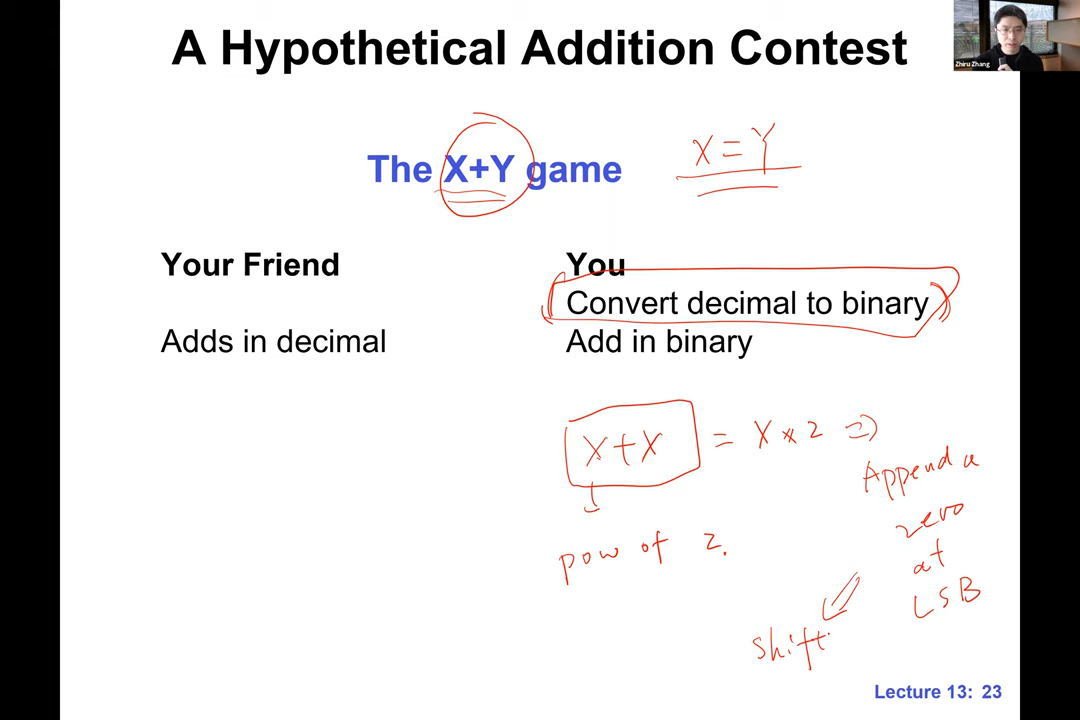 A Hypothetical Addition Contest
Zhiru Zhang
The X+Y game
X = Y
Your Friend
You
Convert decimal to binary
Adds in decimal
Add in binary
X+X = X * 2 =>
Append a
zero
at
LSB
pow of 2.
shift
Lecture 13: 23